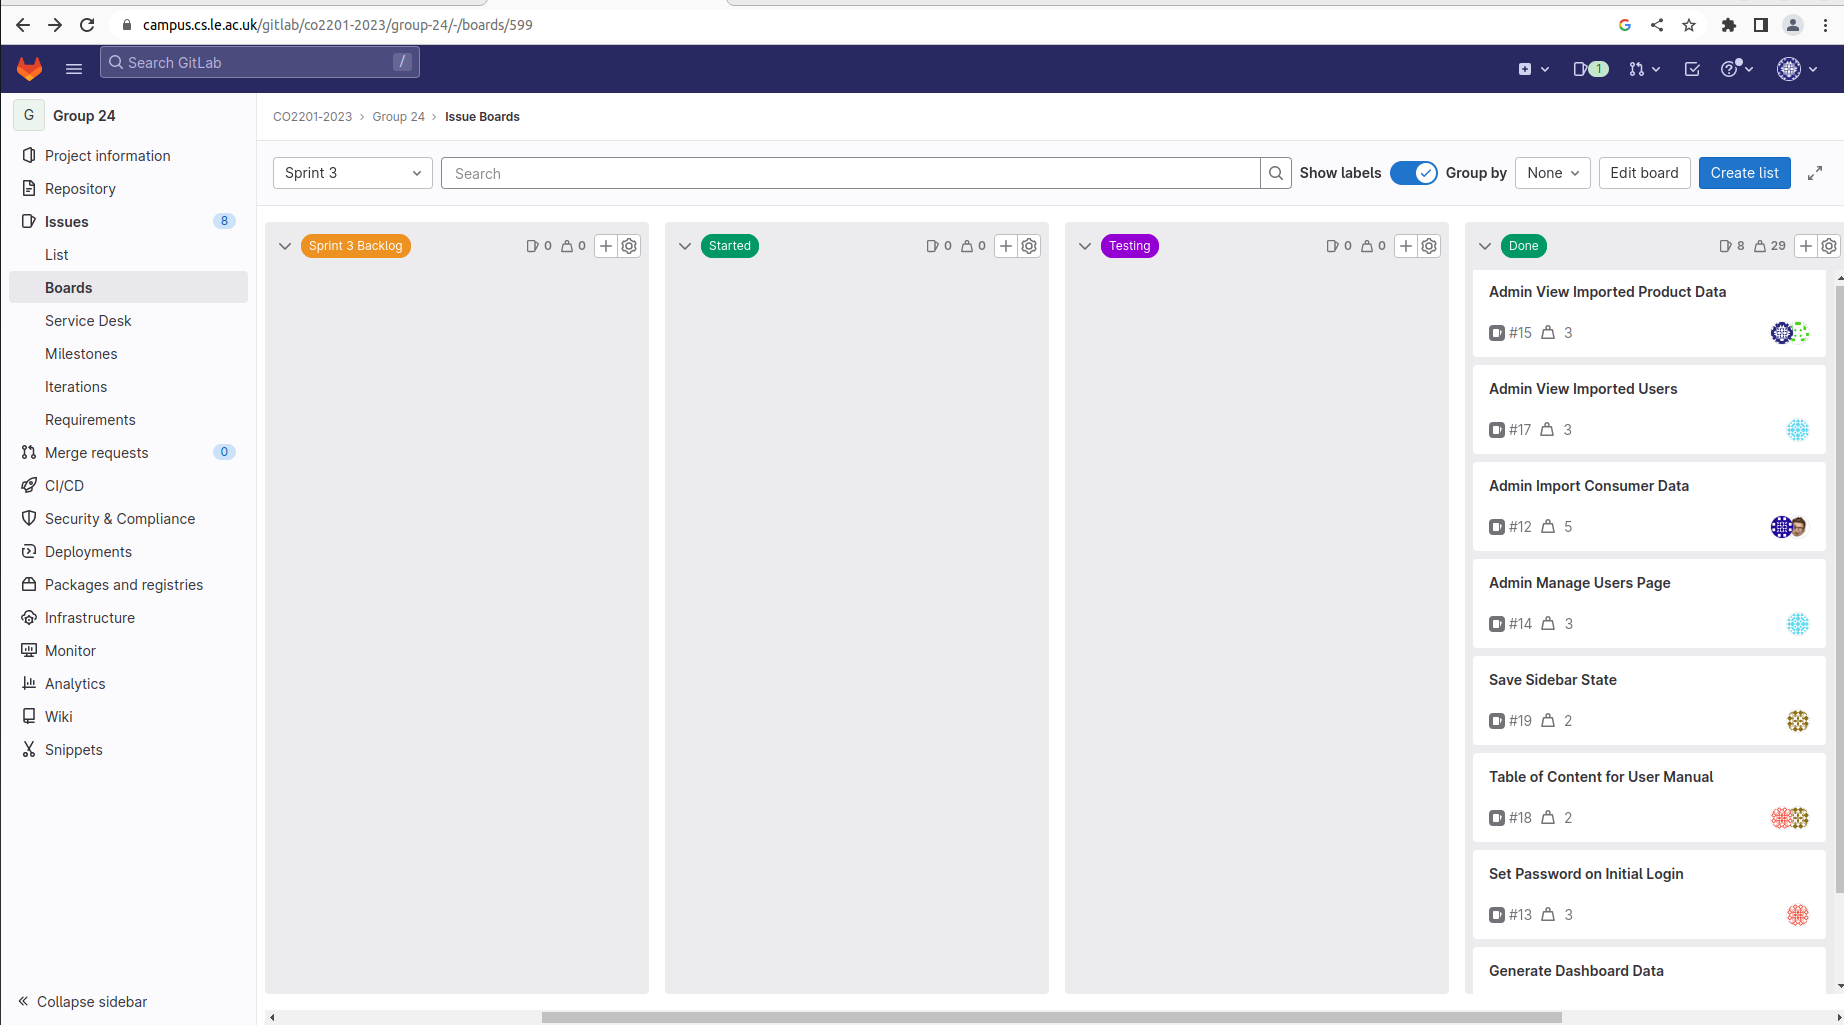 campus.cs.le.ac.uk/gitlab/co2201-2023/group-24/-/boards/599
Search GitLab /
1
G Group 24
CO2201-2023 › Group 24 › Issue Boards
Project information
Repository
Issues 8
List
Boards
Service Desk
Milestones
Iterations
Requirements
Merge requests 0
CI/CD
Security & Compliance
Deployments
Packages and registries
Infrastructure
Monitor
Analytics
Wiki
Snippets
Collapse sidebar
Sprint 3
Search
Show labels
Group by
None
Edit board
Create list
Sprint 3 Backlog 0 0
Started 0 0
Testing 0 0
Done 8 29
Admin View Imported Product Data
#15 3
Admin View Imported Users
#17 3
Admin Import Consumer Data
#12 5
Admin Manage Users Page
#14 3
Save Sidebar State
#19 2
Table of Content for User Manual
#18 2
Set Password on Initial Login
#13 3
Generate Dashboard Data